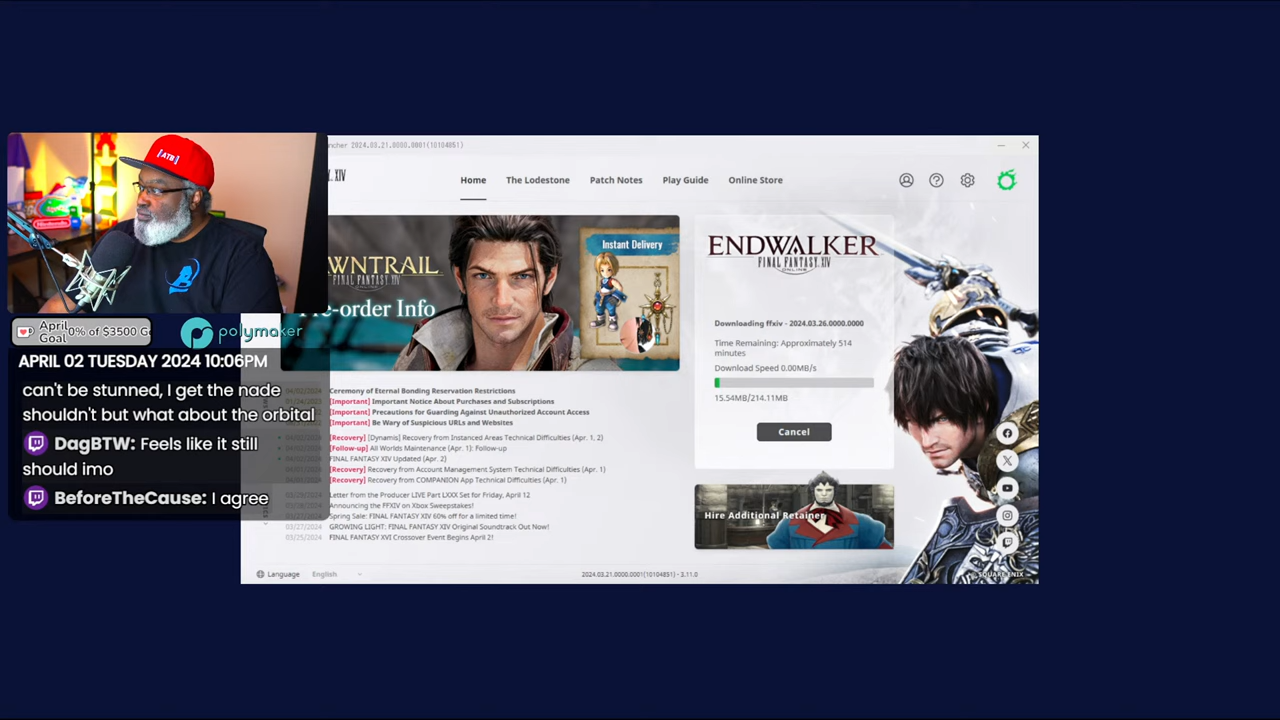 ncher 2024.03.21.0000.0001(10104851)
XIV
Home
The Lodestone
Patch Notes
Play Guide
Online Store
[ATB]
WNTRAIL
FINAL FANTASY XIV
e-order Info
Instant Delivery
ENDWALKER
FINAL FANTASY XIV
ONLINE
Downloading ffxiv - 2024.03.26.0000.0000
Time Remaining: Approximately 514
minutes
Download Speed 0.00MB/s
15.54MB/214.11MB
Cancel
Hire Additional Retainer
April
Goal
0% of $3500 G
polymaker
APRIL 02 TUESDAY 2024 10:06PM
can't be stunned, I get the nade
shouldn't but what about the orbital
DagBTW: Feels like it still
should imo
BeforeTheCause: I agree
Ceremony of Eternal Bonding Reservation Restrictions
[Important] Important Notice About Purchases and Subscriptions
[Important] Precautions for Guarding Against Unauthorized Account Access
[Important] Be Wary of Suspicious URLs and Websites
[Recovery] [Dynamis] Recovery from Instanced Areas Technical Difficulties (Apr. 1, 2)
[Follow-up] All Worlds Maintenance (Apr. 1): Follow-up
FINAL FANTASY XIV Updated (Apr. 2)
[Recovery] Recovery from Account Management System Technical Difficulties (Apr. 1)
[Recovery] Recovery from COMPANION App Technical Difficulties (Apr. 1)
Letter from the Producer LIVE Part LXXX Set for Friday, April 12
Announcing the FFXIV on Xbox Sweepstakes!
Spring Sale: FINAL FANTASY XIV 60% off for a limited time!
03/27/2024 GROWING LIGHT: FINAL FANTASY XIV Original Soundtrack Out Now!
03/25/2024 FINAL FANTASY XVI Crossover Event Begins April 2!
Language English
2024.03.21.0000.0001(10104851) - 3.11.0
SQUARE ENIX